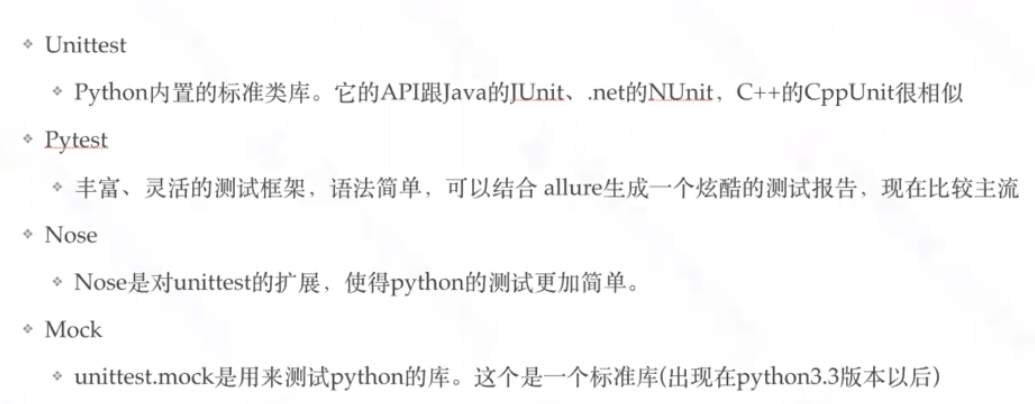 Unittest
Python内置的标准类库。它的API跟Java的JUnit、.net的NUnit，C++的CppUnit很相似
Pytest
丰富、灵活的测试框架，语法简单，可以结合 allure生成一个炫酷的测试报告，现在比较主流
Nose
Nose是对unittest的扩展，使得python的测试更加简单。
Mock
unittest.mock是用来测试python的库。这个是一个标准库(出现在python3.3版本以后)